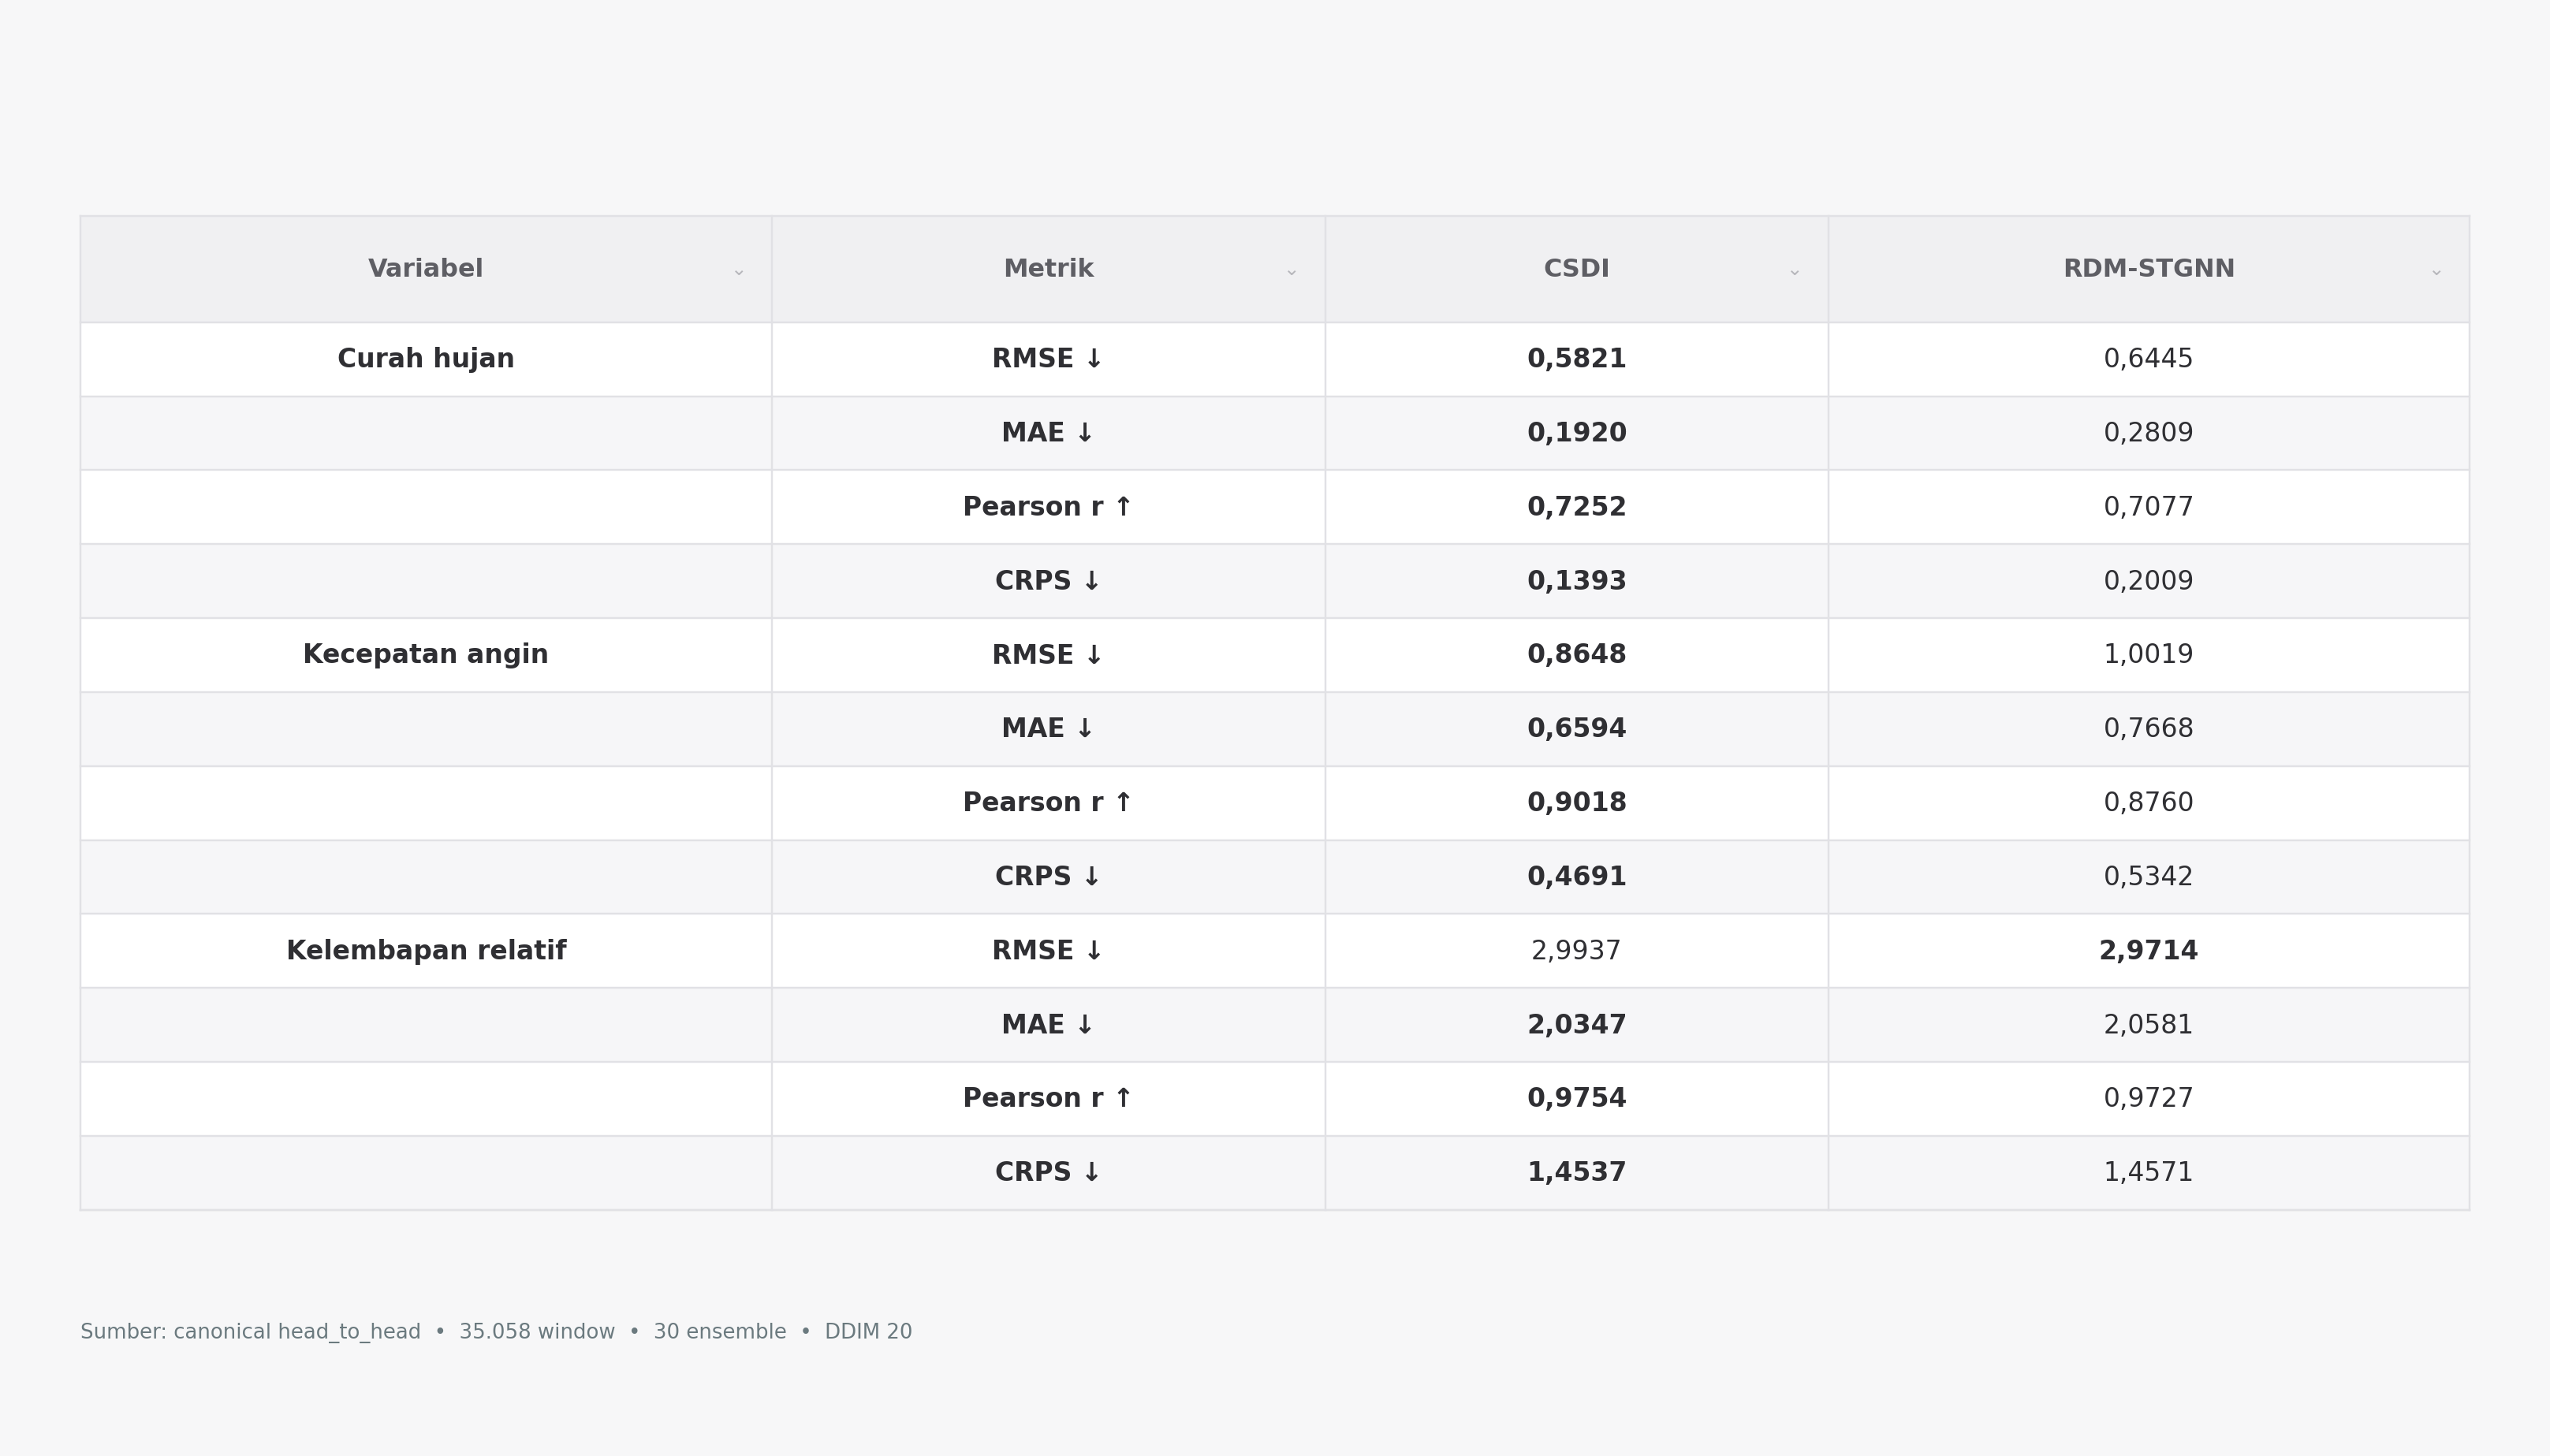 Variabel Metrik CSDI RDM-STGNN
Curah hujan RMSE ↓ 0,5821 0,6445
MAE ↓ 0,1920 0,2809
Pearson r ↑ 0,7252 0,7077
CRPS ↓ 0,1393 0,2009
Kecepatan angin RMSE ↓ 0,8648 1,0019
MAE ↓ 0,6594 0,7668
Pearson r ↑ 0,9018 0,8760
CRPS ↓ 0,4691 0,5342
Kelembapan relatif RMSE ↓ 2,9937 2,9714
MAE ↓ 2,0347 2,0581
Pearson r ↑ 0,9754 0,9727
CRPS ↓ 1,4537 1,4571
Sumber: canonical head_to_head • 35.058 window • 30 ensemble • DDIM 20